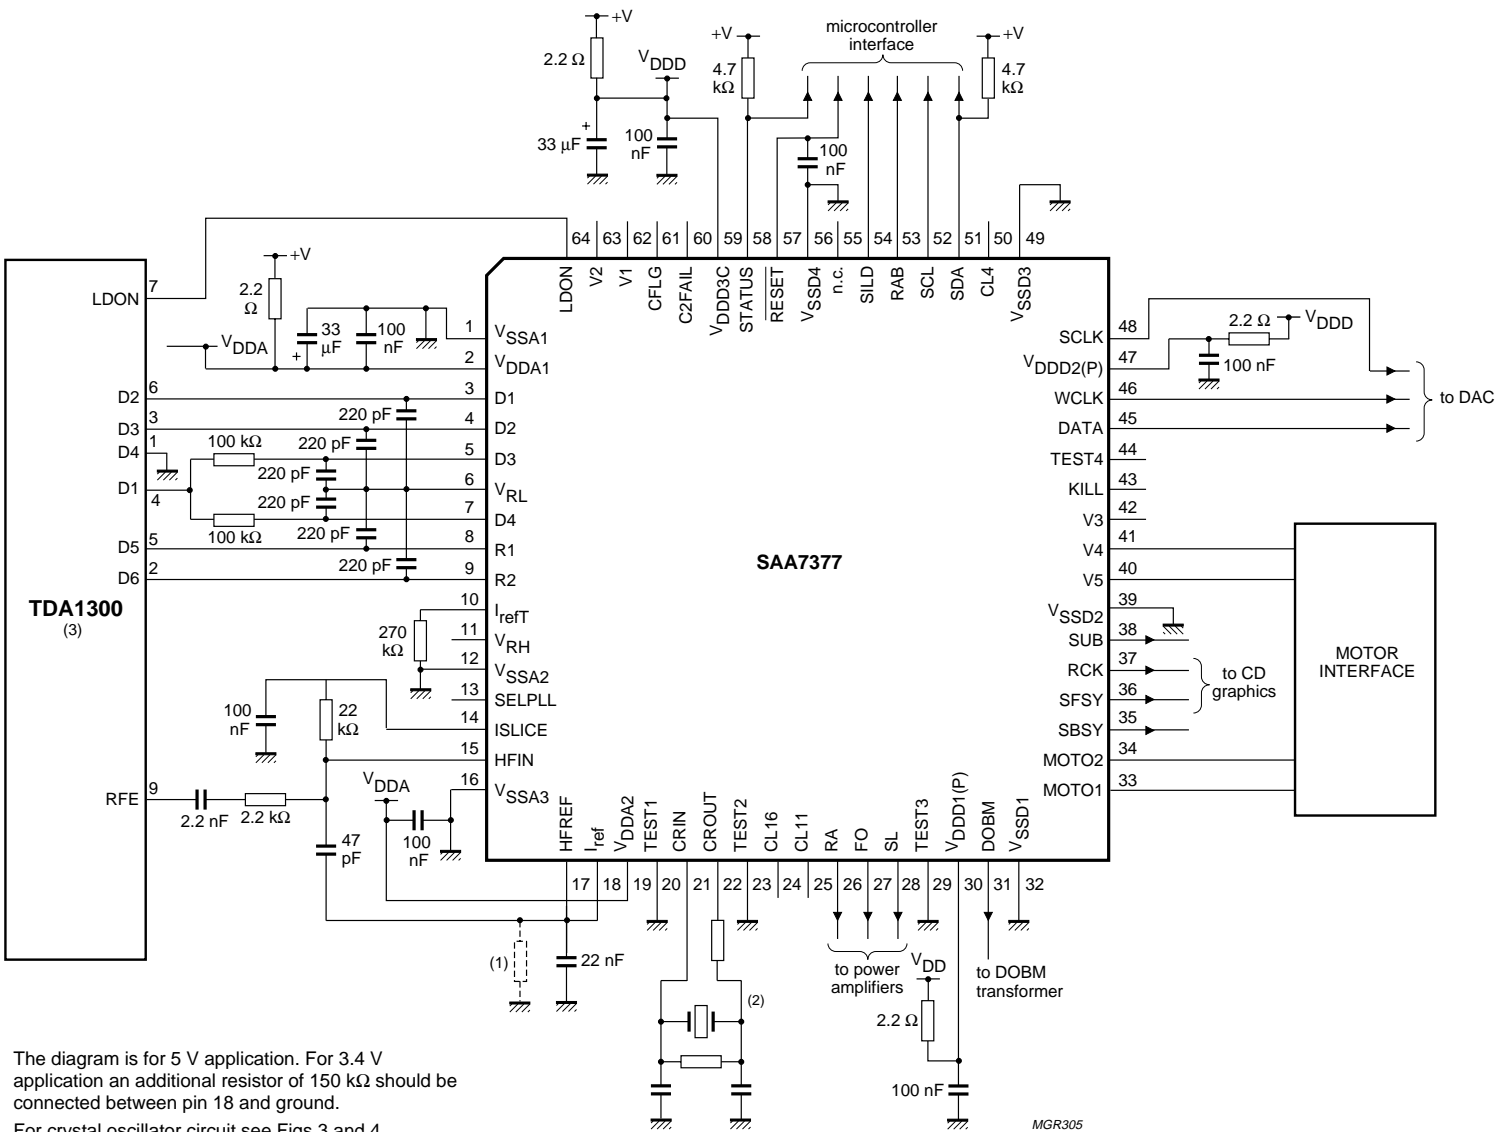 +V
2.2 Ω
VDDD
+
33 μF
100 nF
+V
4.7 kΩ
microcontroller interface
+V
4.7 kΩ
100 nF
64 63 62 61 60 59 58 57 56 55 54 53 52 51 50 49
LDON
V2
V1
CFLG
C2FAIL
VDDD3C
STATUS
RESET
VSSD4
n.c.
SILD
RAB
SCL
SDA
CL4
VSSD3
TDA1300
(3)
LDON 7
D2 6
D3 3
D4 1
D1 4
D5 5
D6 2
RFE 9
+V
2.2 Ω
VDDA
33 μF
+
100 nF
220 pF
100 kΩ
220 pF
220 pF
220 pF
100 kΩ
220 pF
220 pF
270 kΩ
100 nF
22 kΩ
2.2 nF
2.2 kΩ
47 pF
VDDA
100 nF
(1)
22 nF
1 VSSA1
2 VDDA1
3 D1
4 D2
5 D3
6 VRL
7 D4
8 R1
9 R2
10 IrefT
11 VRH
12 VSSA2
13 SELPLL
14 ISLICE
15 HFIN
16 VSSA3
SAA7377
SCLK 48
VDDD2(P) 47
WCLK 46
DATA 45
TEST4 44
KILL 43
V3 42
V4 41
V5 40
VSSD2 39
SUB 38
RCK 37
SFSY 36
SBSY 35
MOTO2 34
MOTO1 33
2.2 Ω
VDDD
100 nF
to DAC
to CD graphics
MOTOR INTERFACE
HFREF
Iref
VDDA2
TEST1
CRIN
CROUT
TEST2
CL16
CL11
RA
FO
SL
TEST3
VDDD1(P)
DOBM
VSSD1
17 18 19 20 21 22 23 24 25 26 27 28 29 30 31 32
(2)
to power amplifiers
VDD
2.2 Ω
100 nF
to DOBM transformer
The diagram is for 5 V application. For 3.4 V
application an additional resistor of 150 kΩ should be
connected between pin 18 and ground.
For crystal oscillator circuit see Figs 3 and 4
MGR305